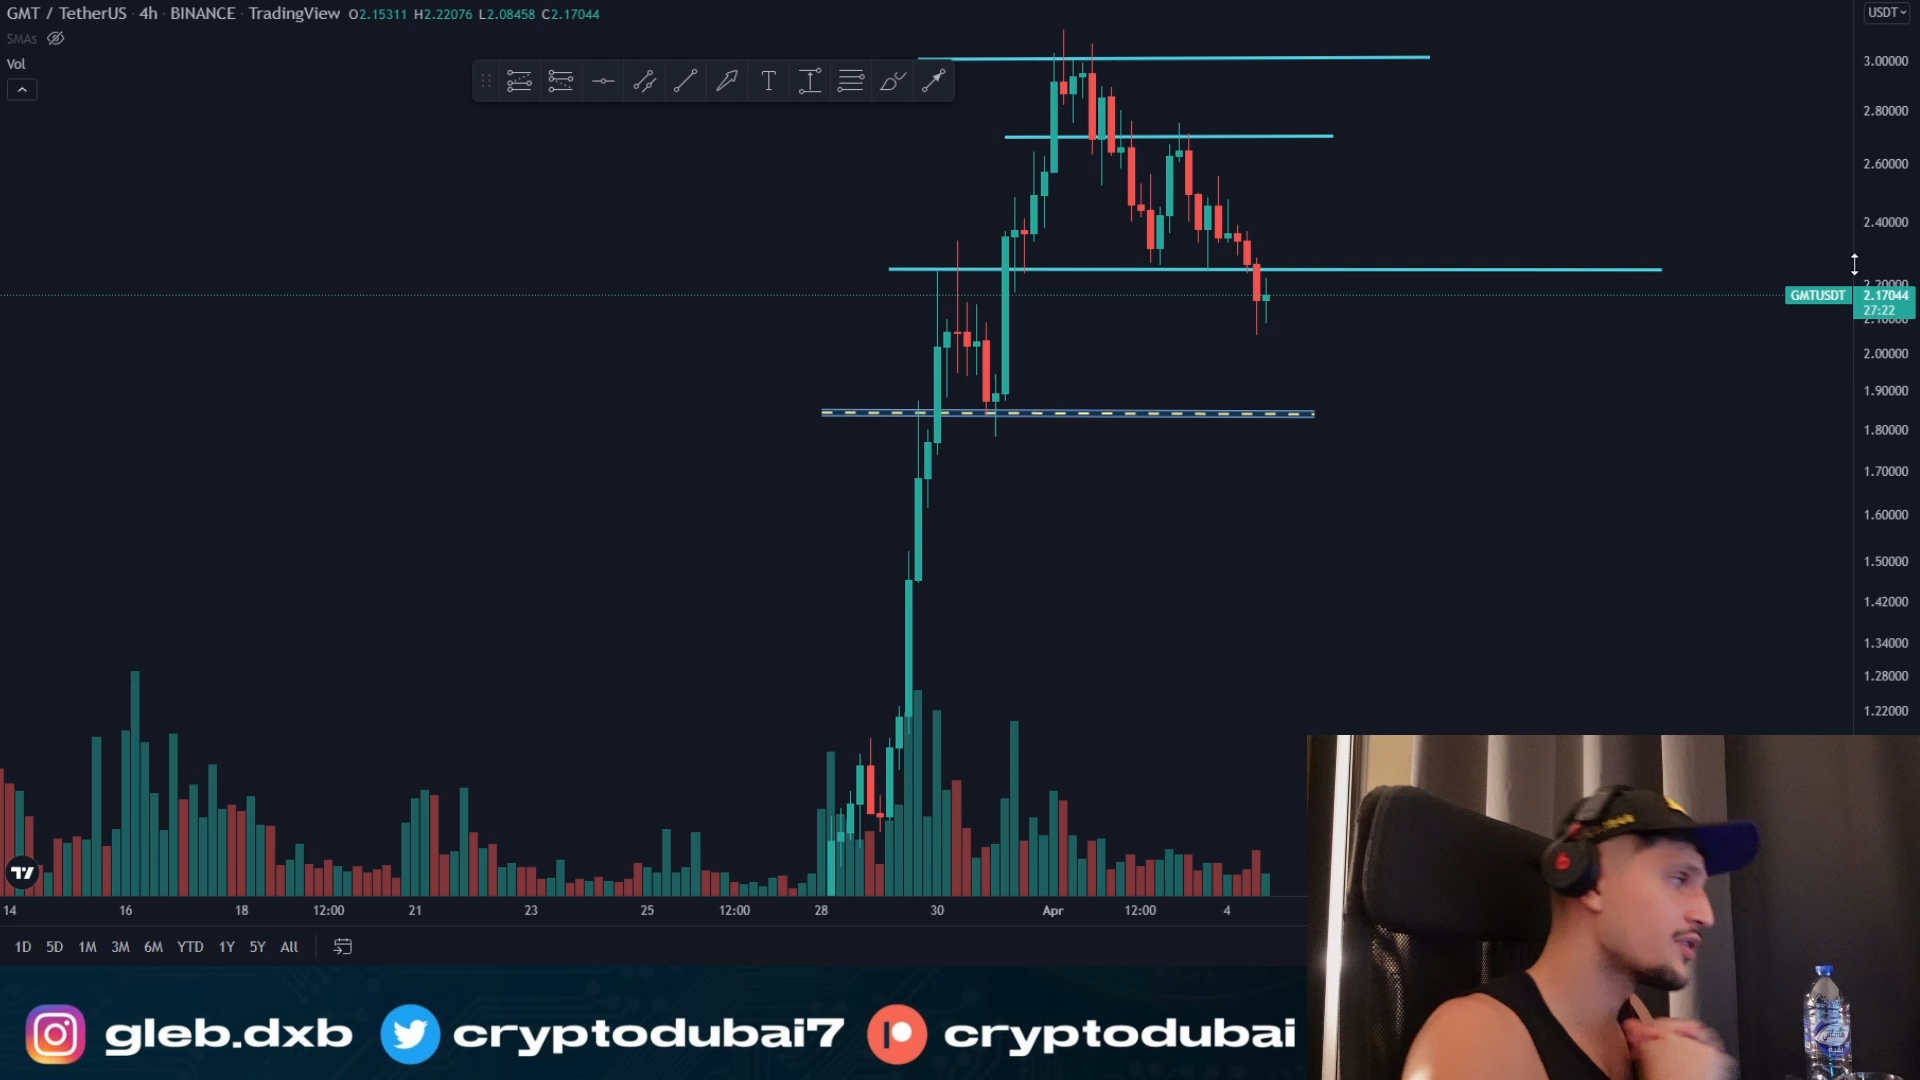 GMT / TetherUS · 4h · BINANCE · TradingView O2.15311 H2.22076 L2.08458 C2.17044
USDT
SMAs
Vol
3.00000
2.80000
2.60000
2.40000
2.20000
GMTUSDT 2.17044
27:22
2.10000
2.00000
1.90000
1.80000
1.70000
1.60000
1.50000
1.42000
1.34000
1.28000
1.22000
14 16 18 12:00 21 23 25 12:00 28 30 Apr 12:00 4
1D 5D 1M 3M 6M YTD 1Y 5Y All
gleb.dxb cryptodubai7 cryptodubai